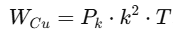 W_{Cu} = P_k · k^2 · T